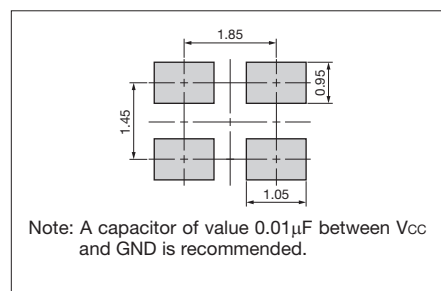 1.85
0.95
1.45
1.05
Note: A capacitor of value 0.01µF between Vcc
and GND is recommended.